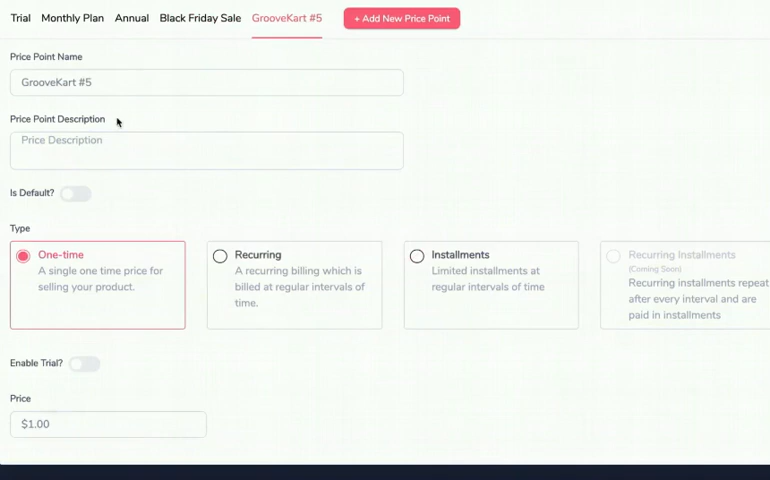 Trial Monthly Plan Annual Black Friday Sale GrooveKart #5 + Add New Price Point
Price Point Name
GrooveKart #5
Price Point Description
Price Description
Is Default?
Type
One-time
A single one time price for
selling your product.
Recurring
A recurring billing which is
billed at regular intervals of
time.
Installments
Limited installments at
regular intervals of time
Recurring Installments
(Coming Soon)
Recurring installments repeat
after every interval and are
paid in installments
Enable Trial?
Price
$1.00